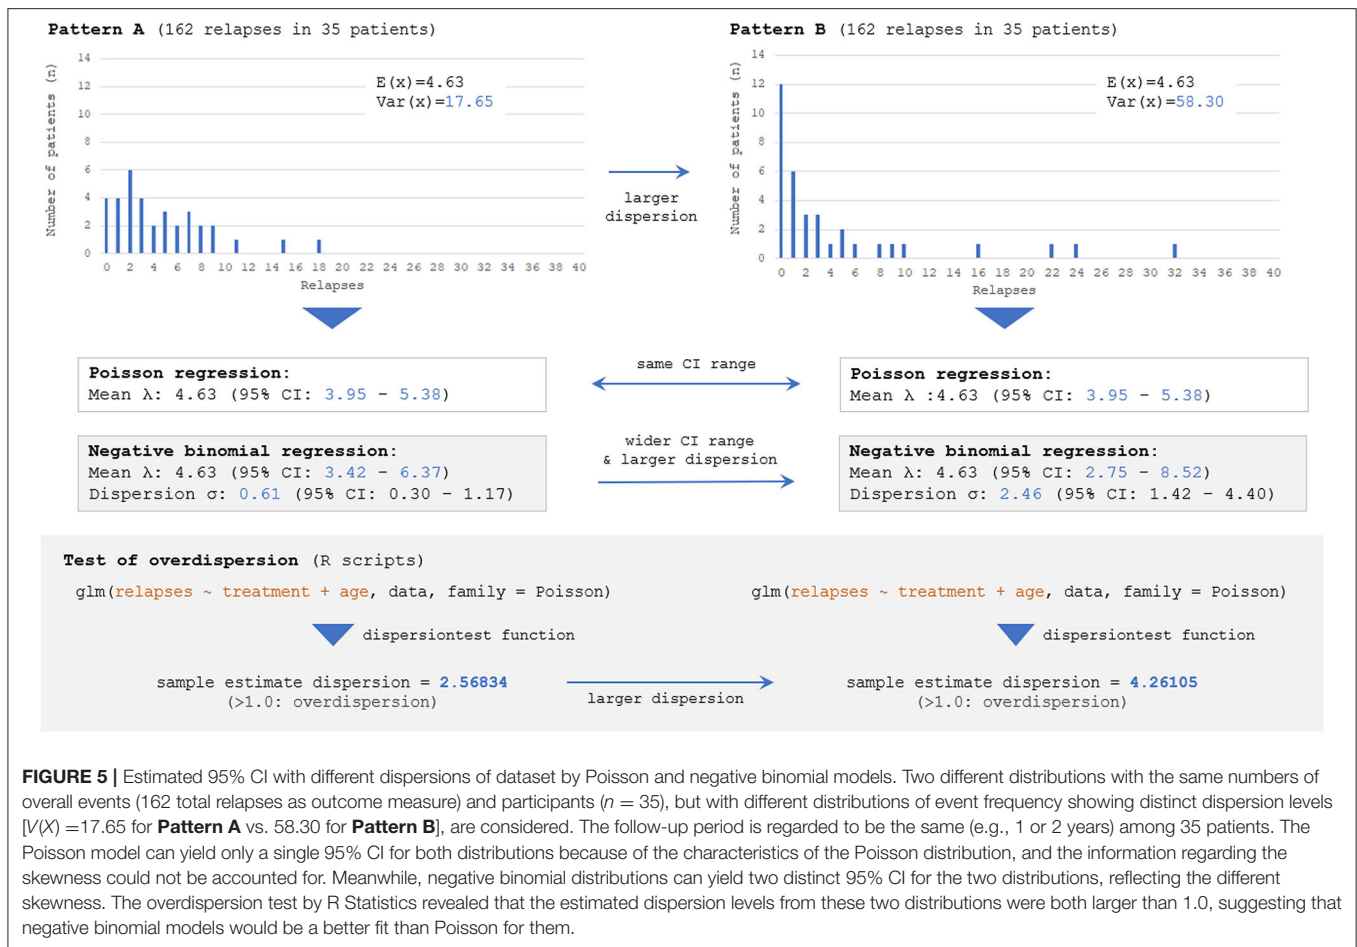 Pattern A (162 relapses in 35 patients)
Number of patients (n)
14
12
10
8
6
4
2
0
E(x)=4.63
Var(x)=17.65
0 2 4 6 8 10 12 14 16 18 20 22 24 26 28 30 32 34 36 38 40
Relapses
larger
dispersion
Pattern B (162 relapses in 35 patients)
Number of patients (n)
14
12
10
8
6
4
2
0
E(x)=4.63
Var(x)=58.30
0 2 4 6 8 10 12 14 16 18 20 22 24 26 28 30 32 34 36 38 40
Relapses
Poisson regression:
Mean λ: 4.63 (95% CI: 3.95 – 5.38)
same CI range
Poisson regression:
Mean λ :4.63 (95% CI: 3.95 – 5.38)
Negative binomial regression:
Mean λ: 4.63 (95% CI: 3.42 – 6.37)
Dispersion σ: 0.61 (95% CI: 0.30 – 1.17)
wider CI range
& larger dispersion
Negative binomial regression:
Mean λ: 4.63 (95% CI: 2.75 – 8.52)
Dispersion σ: 2.46 (95% CI: 1.42 – 4.40)
Test of overdispersion (R scripts)
glm(relapses ~ treatment + age, data, family = Poisson)
dispersiontest function
sample estimate dispersion = 2.56834
(>1.0: overdispersion)
larger dispersion
glm(relapses ~ treatment + age, data, family = Poisson)
dispersiontest function
sample estimate dispersion = 4.26105
(>1.0: overdispersion)
FIGURE 5 | Estimated 95% CI with different dispersions of dataset by Poisson and negative binomial models. Two different distributions with the same numbers of
overall events (162 total relapses as outcome measure) and participants (n = 35), but with different distributions of event frequency showing distinct dispersion levels
[V(X) =17.65 for Pattern A vs. 58.30 for Pattern B], are considered. The follow-up period is regarded to be the same (e.g., 1 or 2 years) among 35 patients. The
Poisson model can yield only a single 95% CI for both distributions because of the characteristics of the Poisson distribution, and the information regarding the
skewness could not be accounted for. Meanwhile, negative binomial distributions can yield two distinct 95% CI for the two distributions, reflecting the different
skewness. The overdispersion test by R Statistics revealed that the estimated dispersion levels from these two distributions were both larger than 1.0, suggesting that
negative binomial models would be a better fit than Poisson for them.